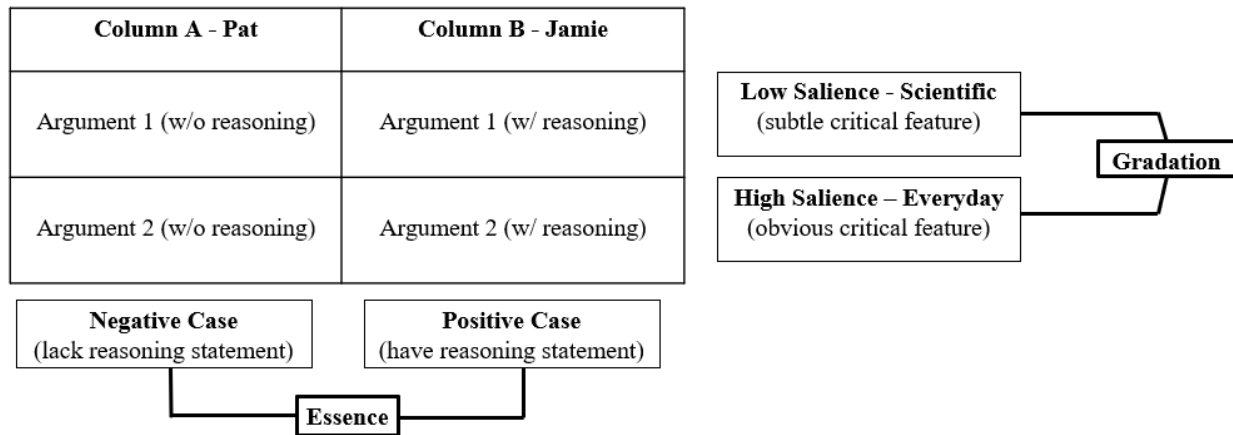 Column A - Pat
Column B - Jamie
Argument 1 (w/o reasoning)
Argument 1 (w/ reasoning)
Low Salience - Scientific
(subtle critical feature)
Gradation
Argument 2 (w/o reasoning)
Argument 2 (w/ reasoning)
High Salience – Everyday
(obvious critical feature)
Negative Case
(lack reasoning statement)
Positive Case
(have reasoning statement)
Essence